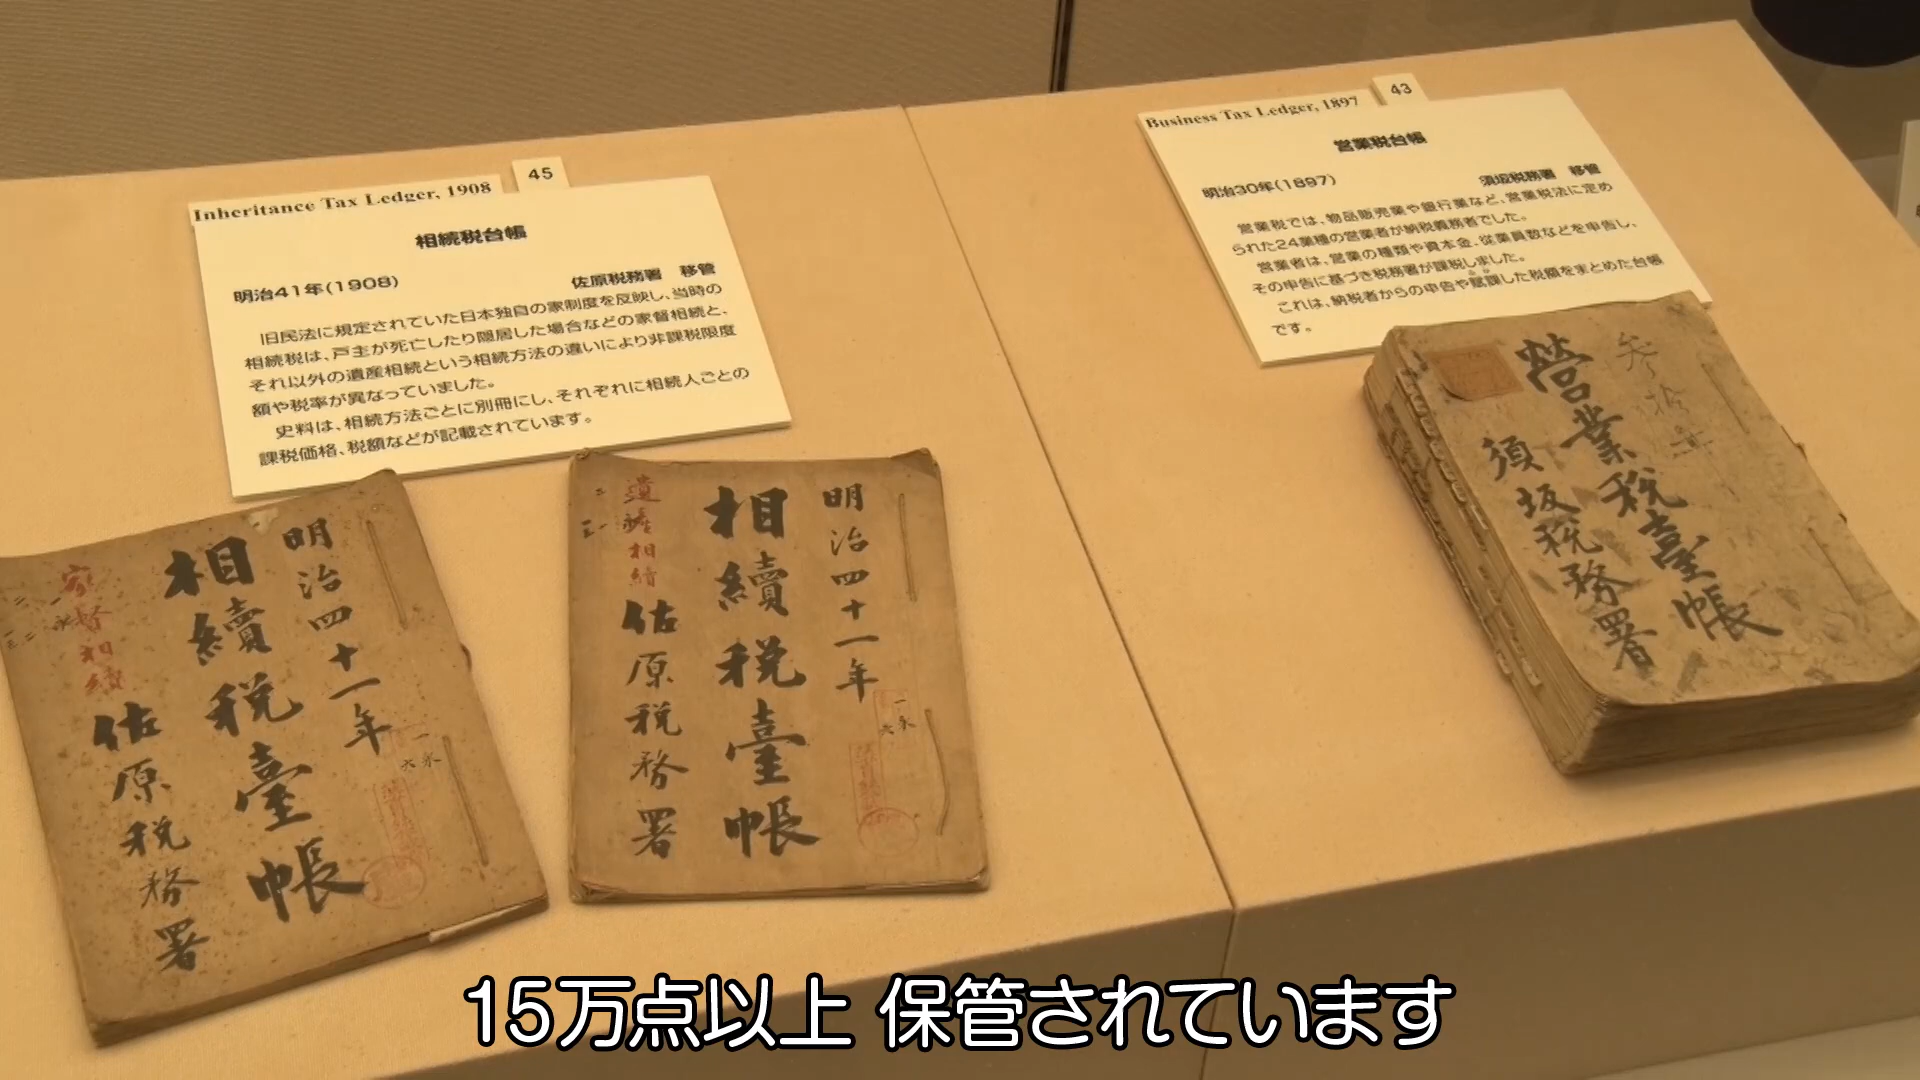 Inheritance Tax Ledger, 1908
45
相続税台帳
明治41年(1908)
佐原税務署 移管
旧民法に規定されていた日本独自の家制度を反映し、当時の
相続税は、戸主が死亡したり隠居した場合などの家督相続と、
それ以外の遺産相続という相続方法の違いにより非課税限度
額や税率が異なっていました。
史料は、相続方法ごとに別冊にし、それぞれに相続人ごとの
課税価格、税額などが記載されています。
Business Tax Ledger, 1897
43
営業税台帳
明治30年(1897)
須坂税務署 移管
営業税では、物品販売業や銀行業など、営業税法に定め
られた24業種の営業者が納税義務者でした。
営業者は、営業の種類や資本金、従業員数などを申告し、
その申告に基づき税務署が課税しました。
これは、納税者からの申告や賦課した税額をまとめた台帳
です。
明治四十一年
相續税臺帳
家督相續
佐原税務署
一永
六
明治四十一年
相續税臺帳
遺産相續
佐原税務署
一永
六
營業税臺帳
須坂税務署
15万点以上 保管されています